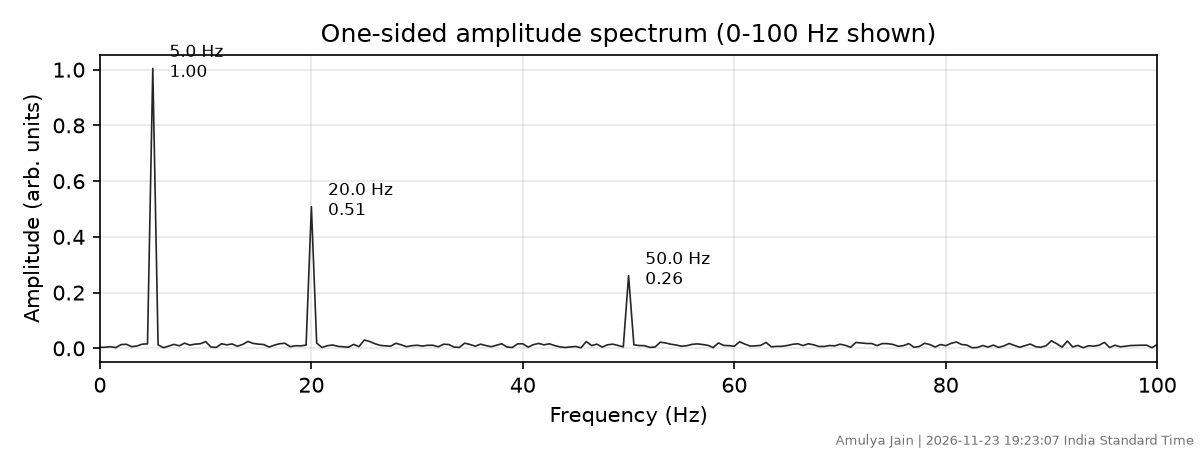 One-sided amplitude spectrum (0-100 Hz shown)
5.0 Hz
1.00
20.0 Hz
0.51
50.0 Hz
0.26
1.0
0.8
0.6
0.4
0.2
0.0
Amplitude (arb. units)
0 20 40 60 80 100
Frequency (Hz)
Amulya Jain | 2026-11-23 19:23:07 India Standard Time